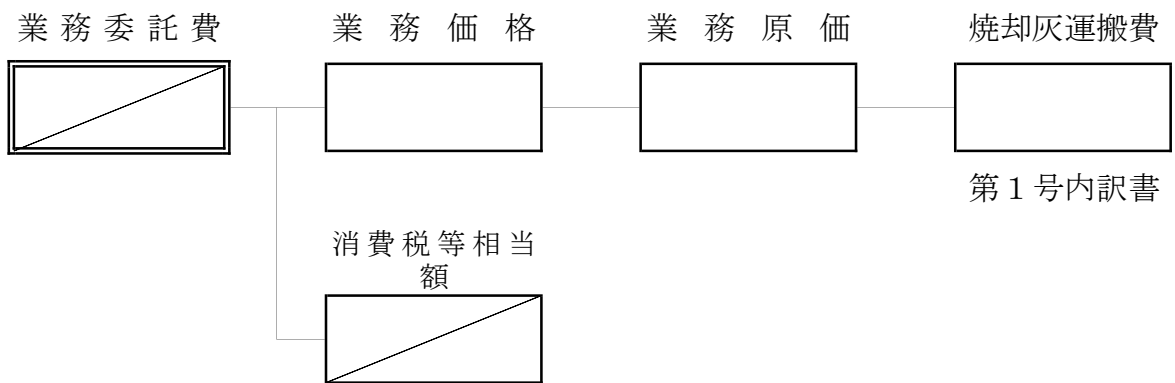 業務委託費
業務価格
業務原価
焼却灰運搬費
第１号内訳書
消費税等相当
額